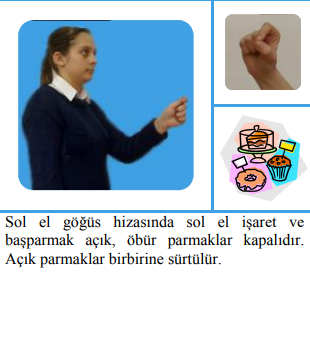 Sol el göğüs hizasında sol el işaret ve
başparmak açık, öbür parmaklar kapalıdır.
Açık parmaklar birbirine sürtülür.